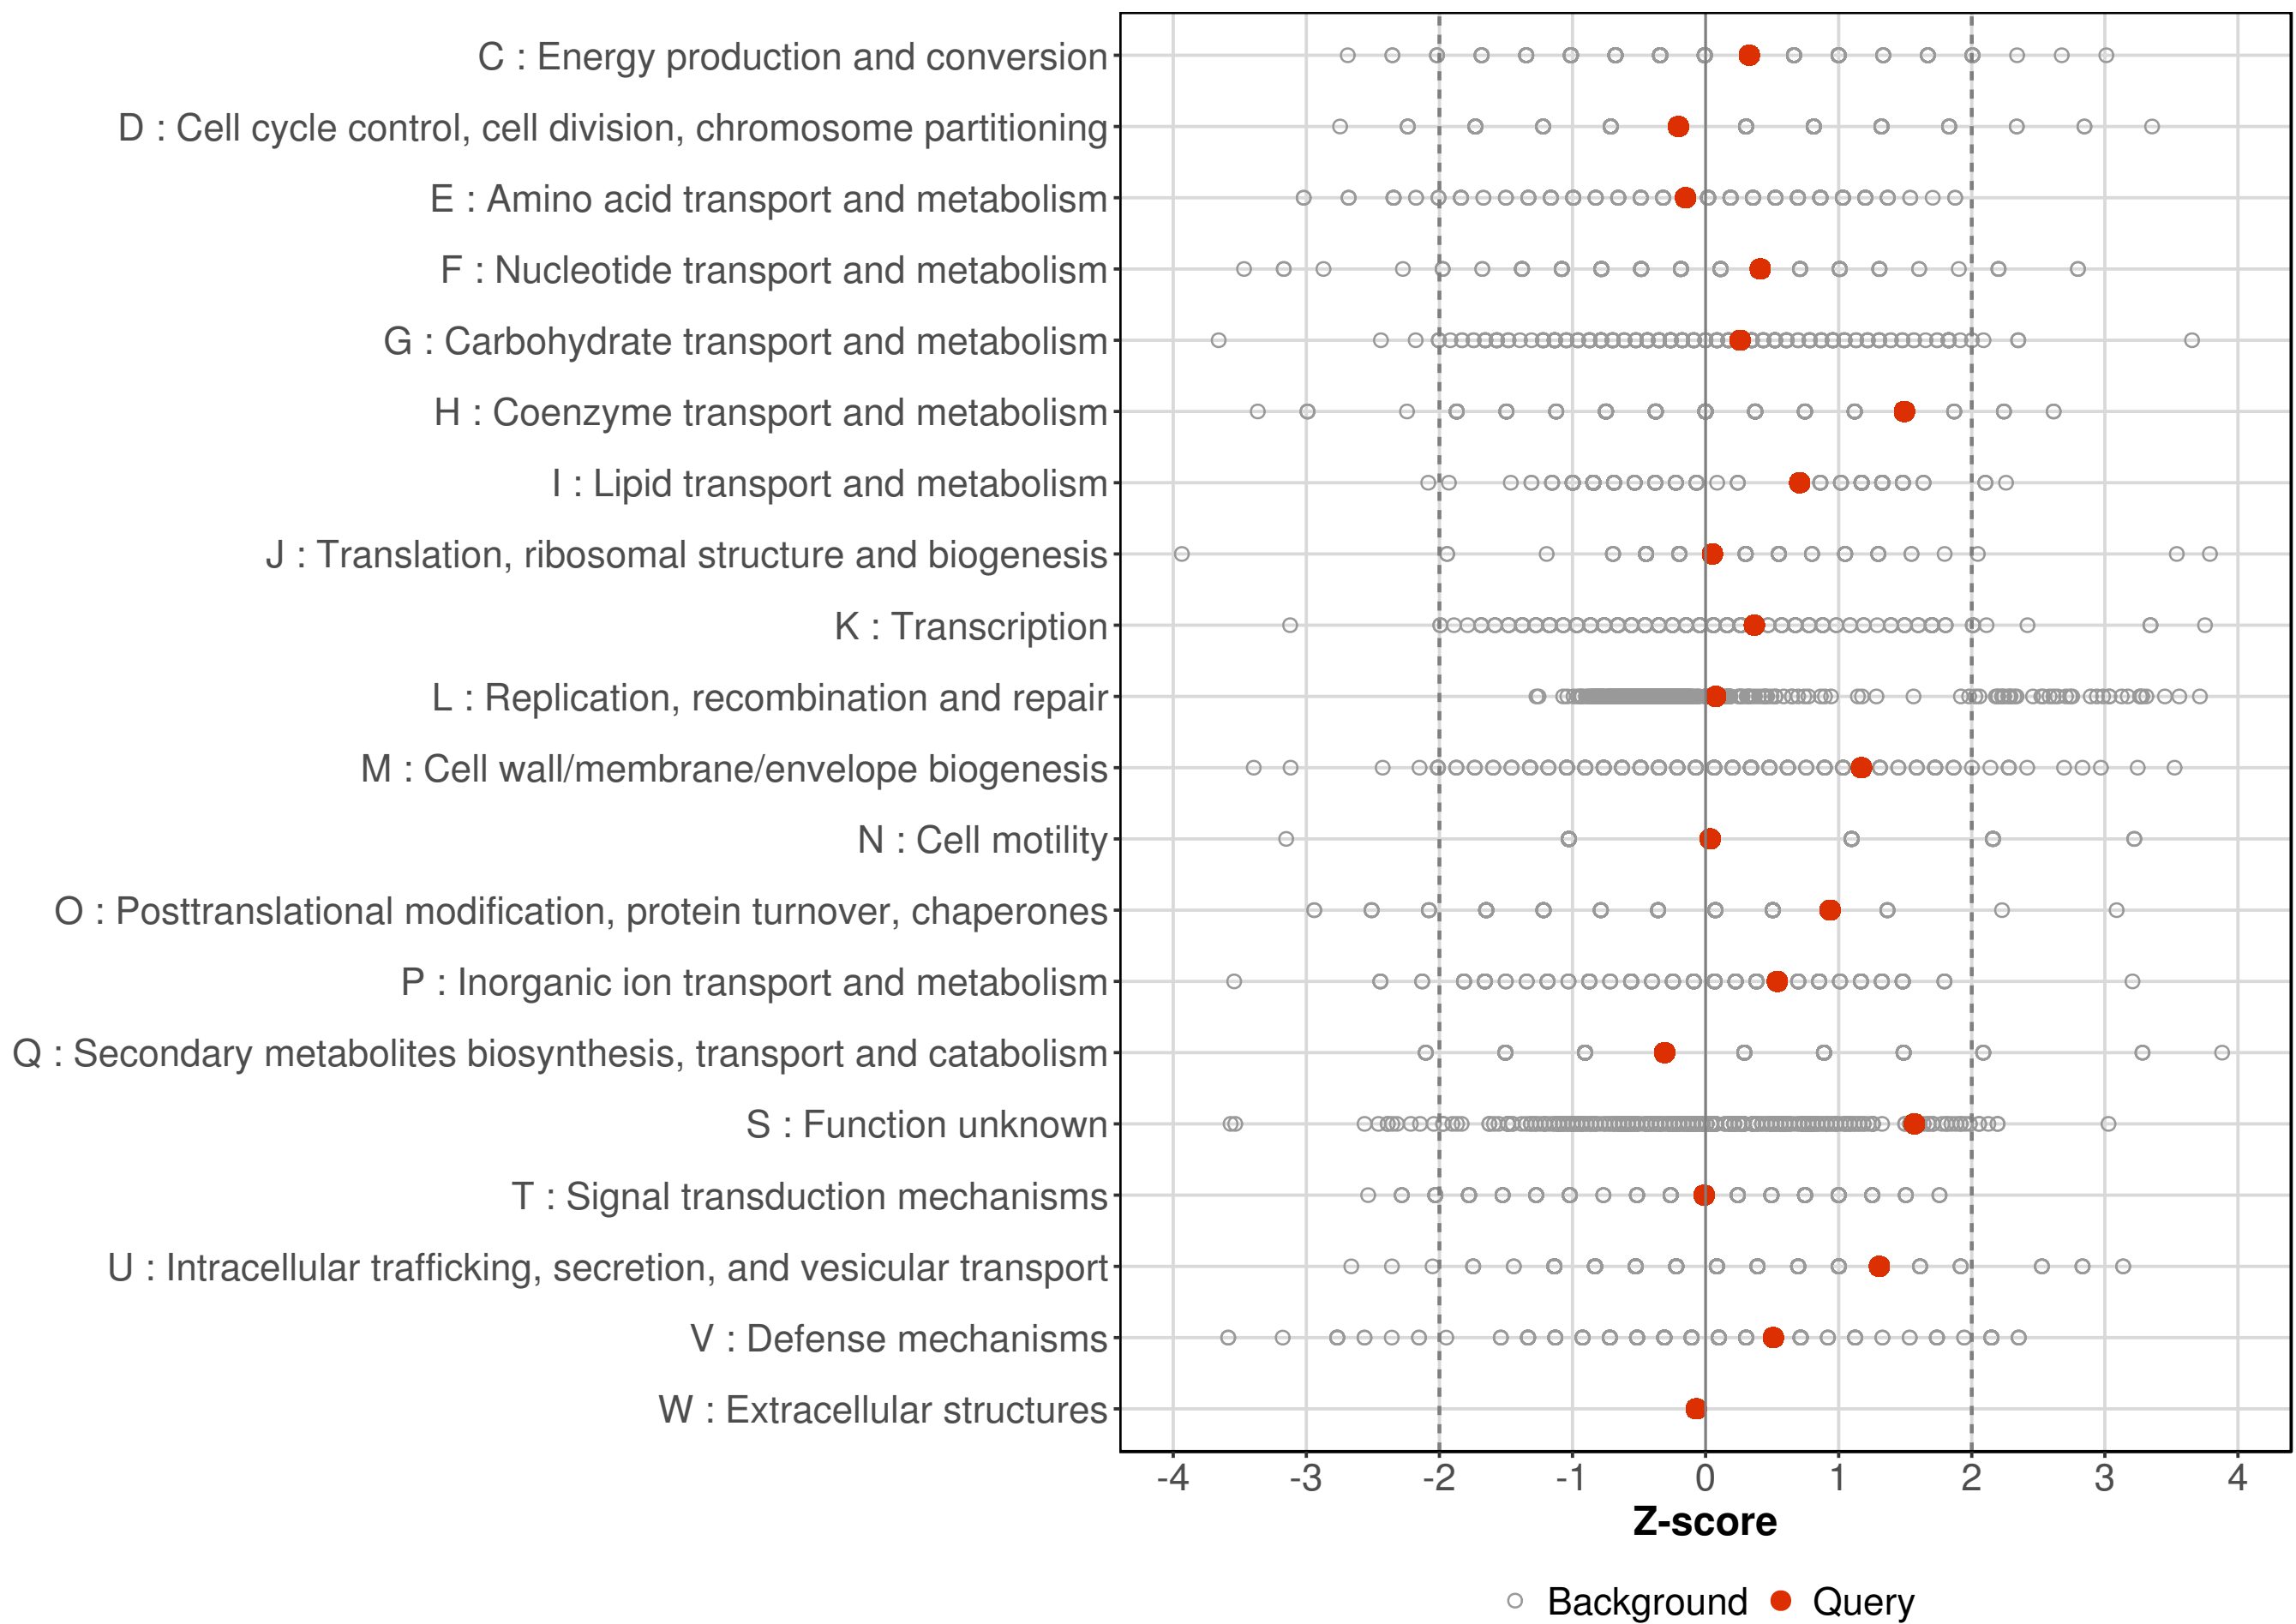 C : Energy production and conversion
D : Cell cycle control, cell division, chromosome partitioning
E : Amino acid transport and metabolism
F : Nucleotide transport and metabolism
G : Carbohydrate transport and metabolism
H : Coenzyme transport and metabolism
I : Lipid transport and metabolism
J : Translation, ribosomal structure and biogenesis
K : Transcription
L : Replication, recombination and repair
M : Cell wall/membrane/envelope biogenesis
N : Cell motility
O : Posttranslational modification, protein turnover, chaperones
P : Inorganic ion transport and metabolism
Q : Secondary metabolites biosynthesis, transport and catabolism
S : Function unknown
T : Signal transduction mechanisms
U : Intracellular trafficking, secretion, and vesicular transport
V : Defense mechanisms
W : Extracellular structures
-4 -3 -2 -1 0 1 2 3 4
Z-score
Background Query